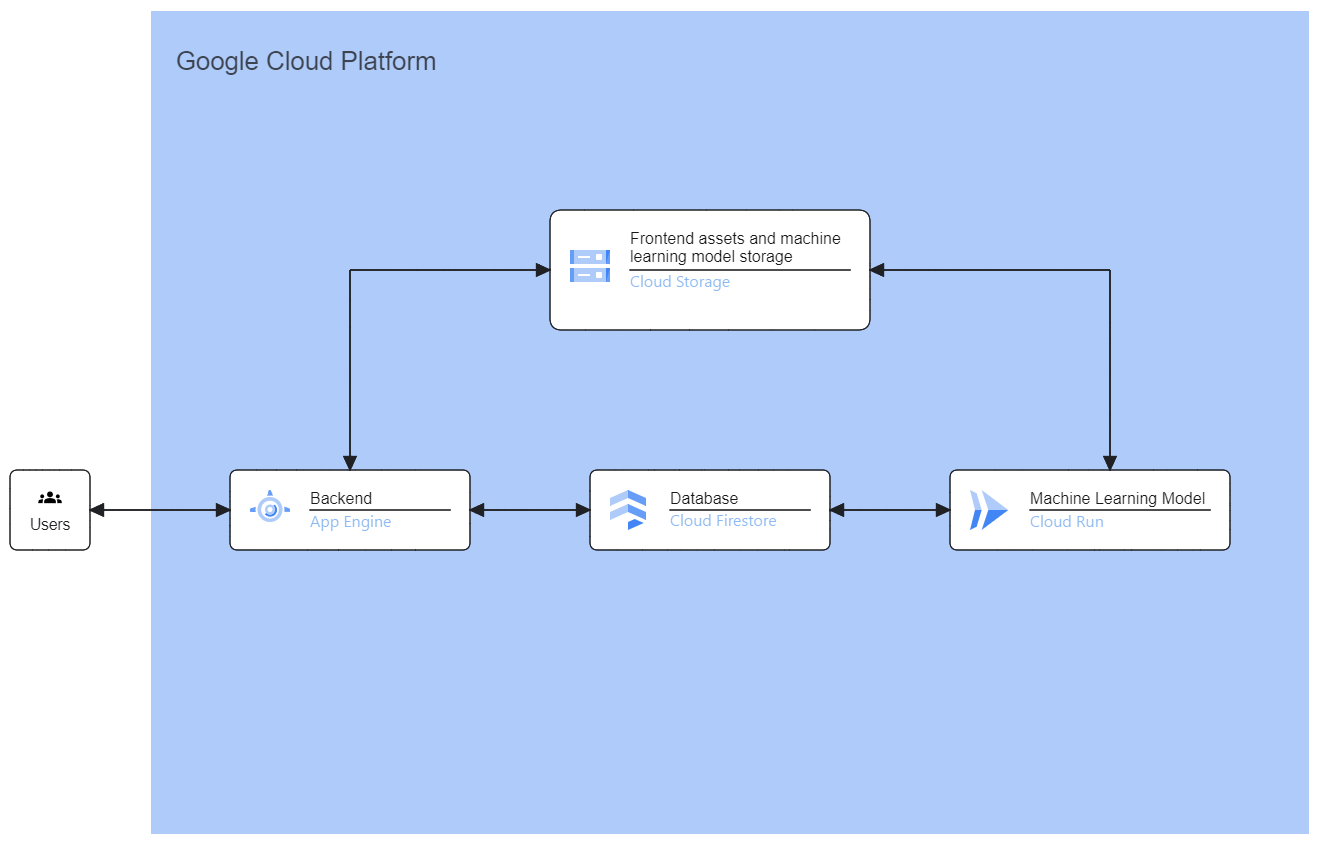 Google Cloud Platform
Frontend assets and machine
learning model storage
Cloud Storage
Users
Backend
App Engine
Database
Cloud Firestore
Machine Learning Model
Cloud Run